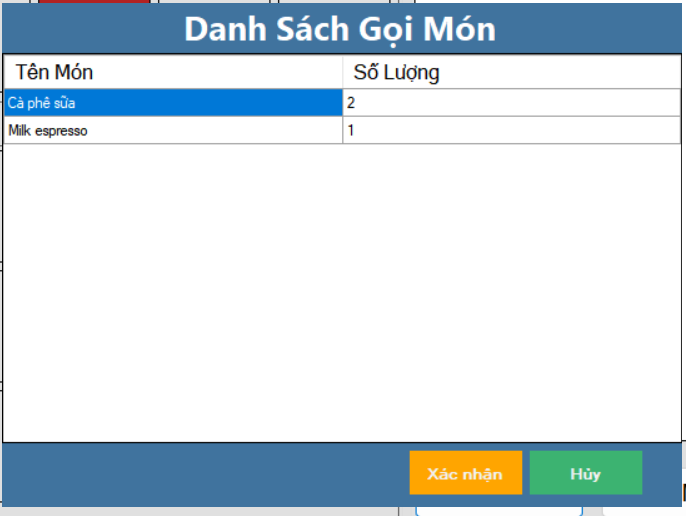 Danh Sách Gọi Món
Tên Món Số Lượng
Cà phê sữa 2
Milk espresso 1
Xác nhận Hủy